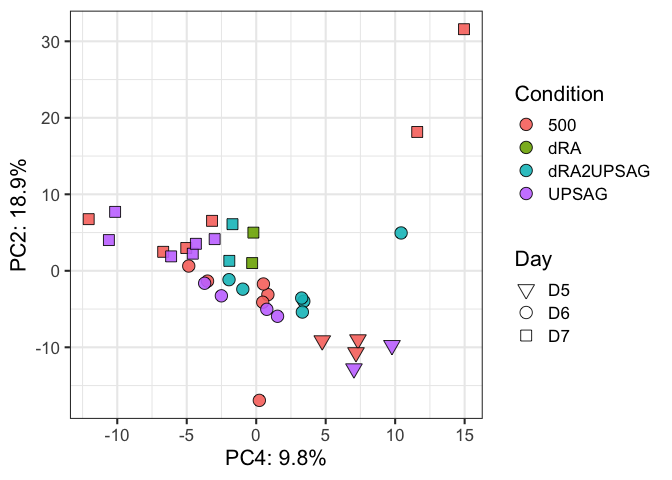 30
20
10
0
-10
PC2: 18.9%
-10
-5
0
5
10
15
PC4: 9.8%
Condition
500
dRA
dRA2UPSAG
UPSAG
Day
D5
D6
D7